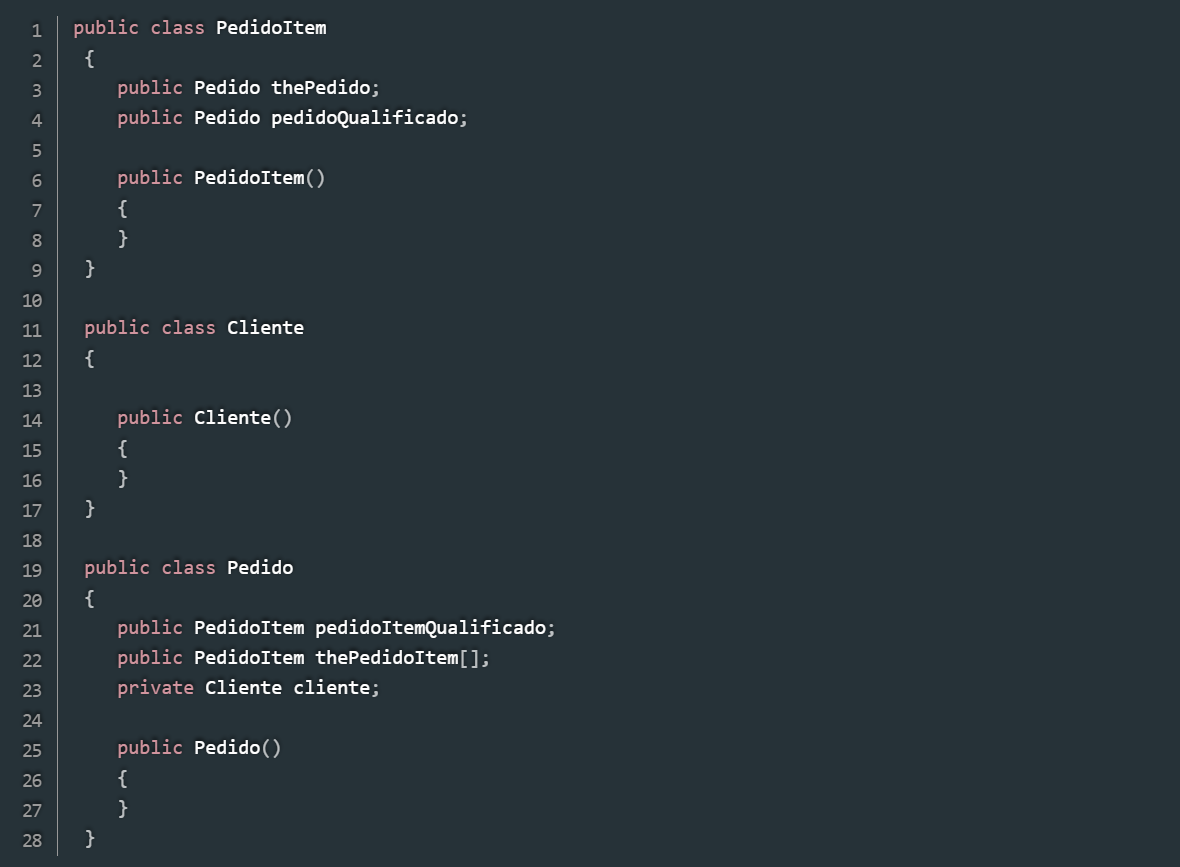 1 public class PedidoItem
2 {
3 public Pedido thePedido;
4 public Pedido pedidoQualificado;
5
6 public PedidoItem()
7 {
8 }
9 }
10
11 public class Cliente
12 {
13
14 public Cliente()
15 {
16 }
17 }
18
19 public class Pedido
20 {
21 public PedidoItem pedidoItemQualificado;
22 public PedidoItem thePedidoItem[];
23 private Cliente cliente;
24
25 public Pedido()
26 {
27 }
28 }